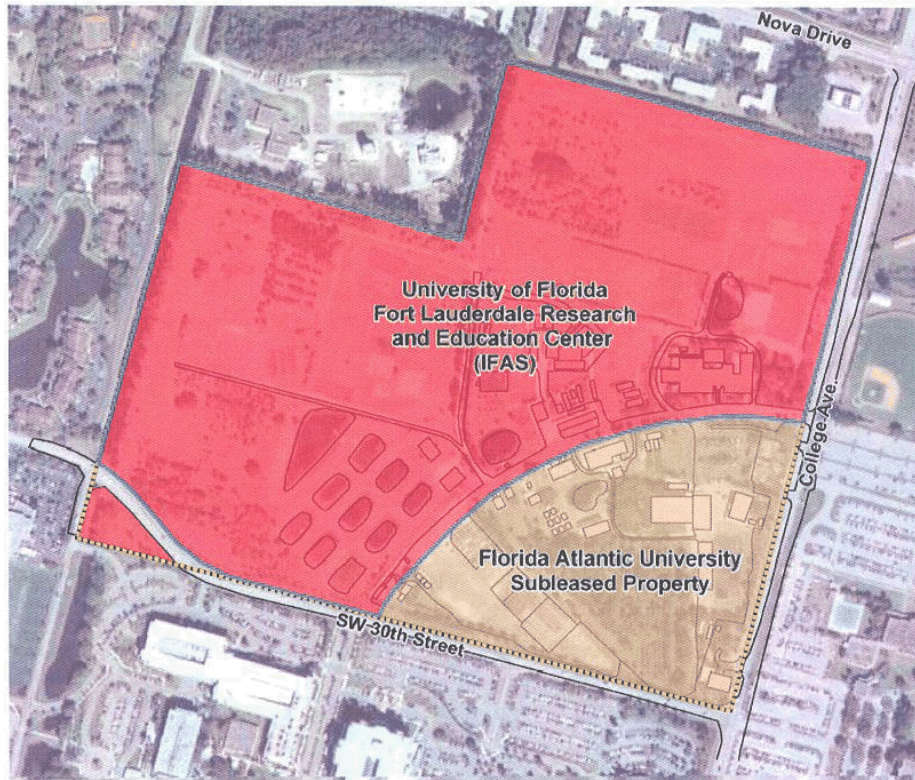 Nova Drive
University of Florida
Fort Lauderdale Research
and Education Center
(IFAS)
College Ave.
Florida Atlantic University
Subleased Property
SW 30th Street